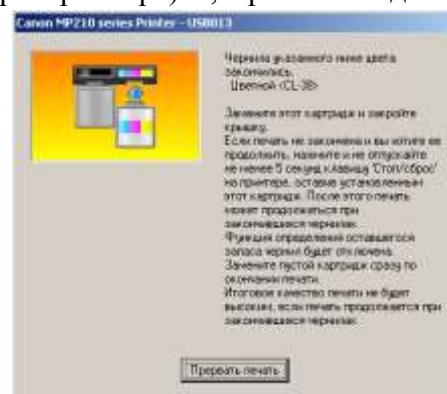 Canon MP210 series Printer - USB013
Чернила указанного ниже цвета
закончились.
Цветной <CL-38>
Замените этот картридж и закройте
крышку.
Если печать не закончена и вы хотите ее
продолжить, нажмите и не отпускайте
не менее 5 секунд клавишу 'Стоп/сброс'
на принтере, оставив установленным
этот картридж. После этого печать
может продолжаться при
закончившихся чернилах.
Функция определения оставшегося
запаса чернил будет отключена.
Замените пустой картридж сразу по
окончании печати.
Итоговое качество печати не будет
высоким, если печать продолжается при
закончившихся чернилах.
Прервать печать